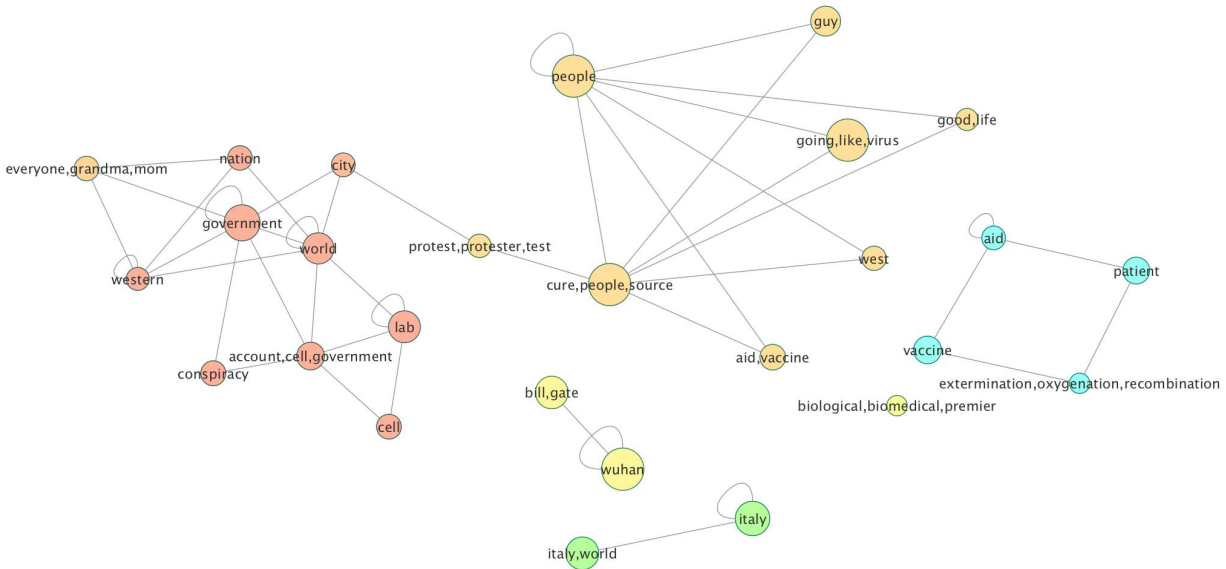 guy
people
good,life
going,like,virus
nation
city
everyone,grandma,mom
government
world
protest,protester,test
aid
west
patient
western
cure,people,source
lab
vaccine
account,cell,government
aid,vaccine
conspiracy
extermination,oxygenation,recombination
bill,gate
biological,biomedical,premier
cell
wuhan
italy
italy,world